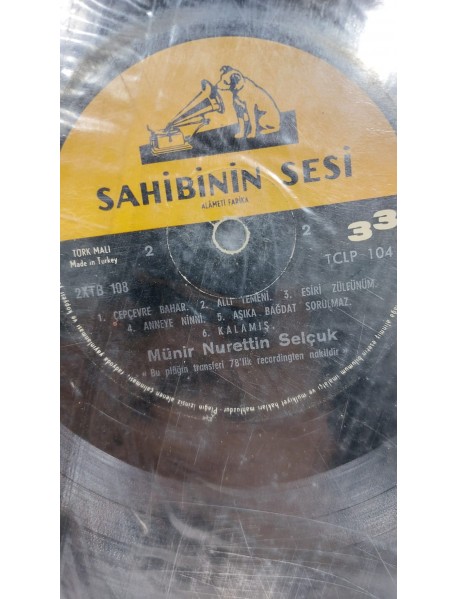 SAHİBİNİN SESİ
ALÂMETİ FARİKA
TÜRK MALI
Made in Turkey
2
2
33
TCLP 104
2XTB 108
1. ÇEPÇEVRE BAHAR. 2. ALLI YEMENİ. 3. ESİRİ ZÜLFÜNÜM.
4. ANNEYE NİNNİ. 5. AŞIKA BAĞDAT SORULMAZ.
6. KALAMIŞ
Münir Nurettin Selçuk
« Bu plâğın transferi 78'lik recordingten nakildir »